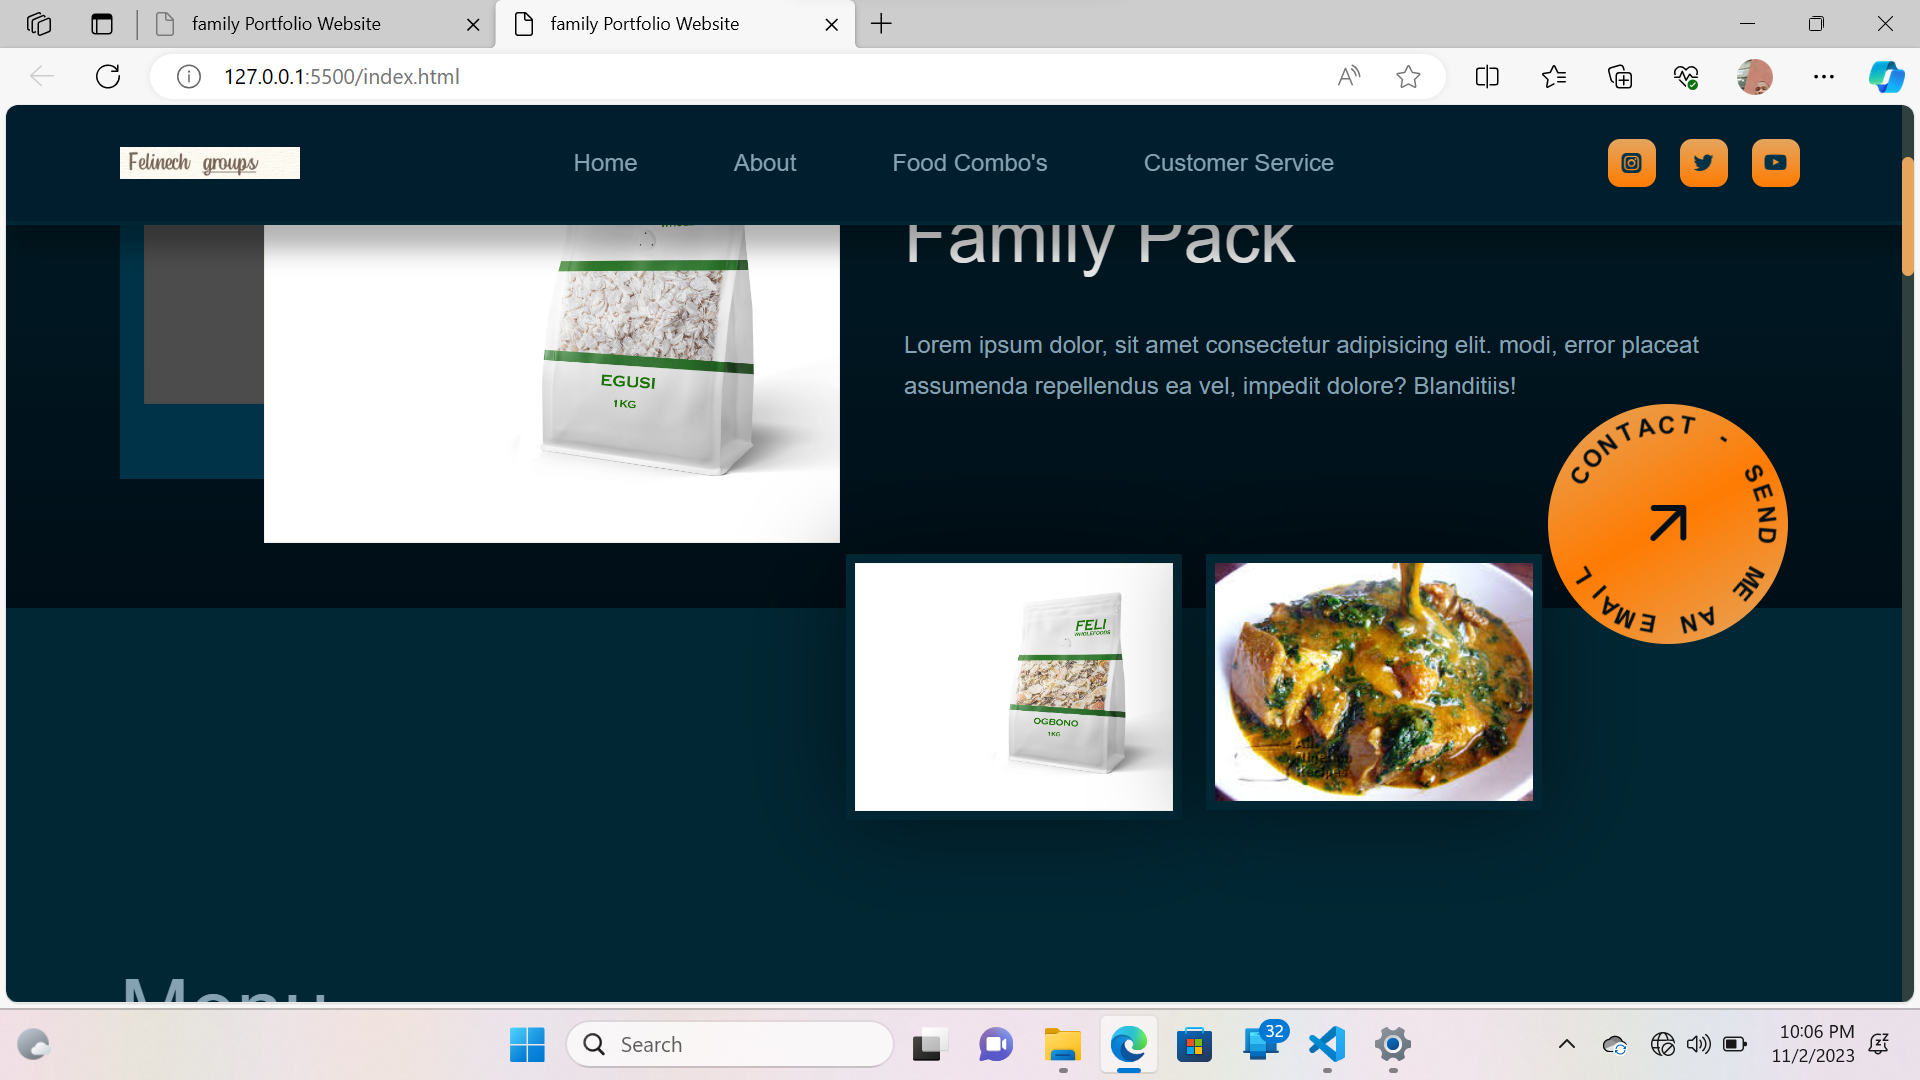 family Portfolio Website
family Portfolio Website
127.0.0.1:5500/index.html
Felinech groups
Home
About
Food Combo's
Customer Service
Family Pack
EGUSI
1KG
Lorem ipsum dolor, sit amet consectetur adipisicing elit. modi, error placeat
assumenda repellendus ea vel, impedit dolore? Blanditiis!
CONTACT - SEND ME AN EMAIL
FELI
WHOLEFOODS
OGBONO
1KG
Menu
Search
32
10:06 PM
11/2/2023